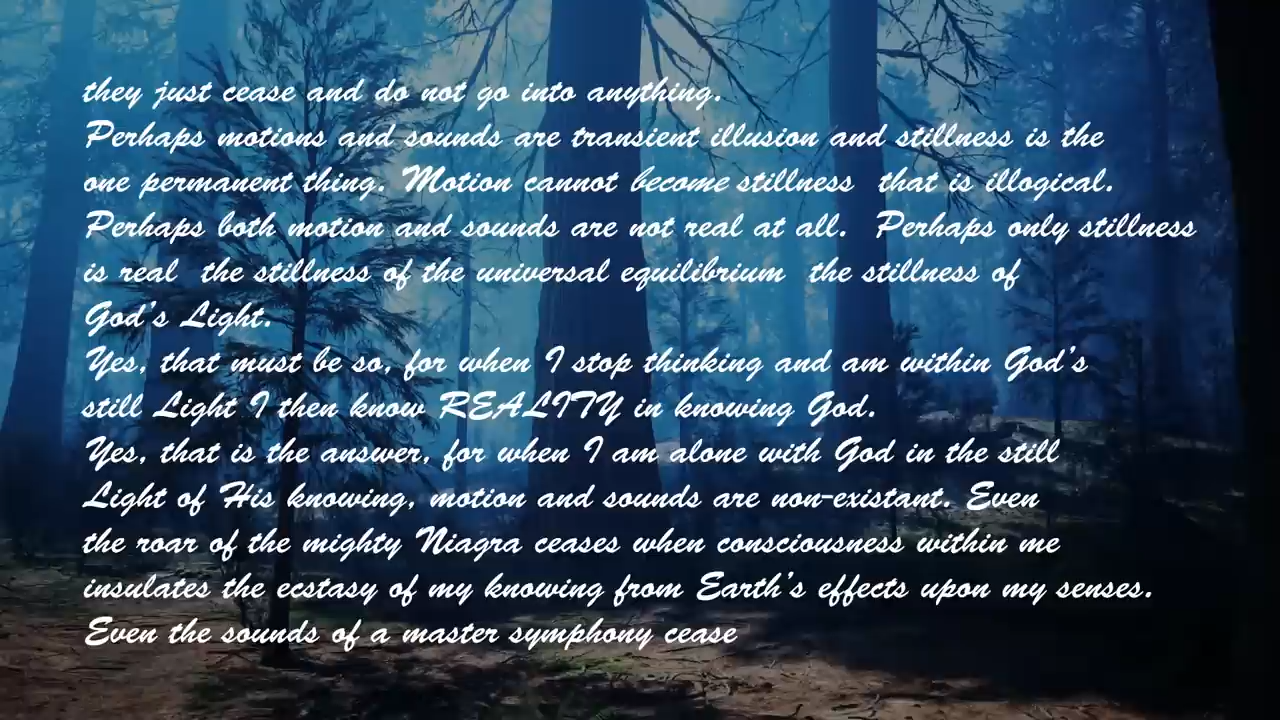 they just cease and do not go into anything.
Perhaps motions and sounds are transient illusion and stillness is the
one permanent thing. Motion cannot become stillness  that is illogical.
Perhaps both motion and sounds are not real at all.  Perhaps only stillness
is real  the stillness of the universal equilibrium  the stillness of
God's Light.
Yes, that must be so, for when I stop thinking and am within God's
still Light I then know REALITY in knowing God.
Yes, that is the answer, for when I am alone with God in the still
Light of His knowing, motion and sounds are non-existant. Even
the roar of the mighty Niagra ceases when consciousness within me
insulates the ecstasy of my knowing from Earth's effects upon my senses.
Even the sounds of a master symphony cease